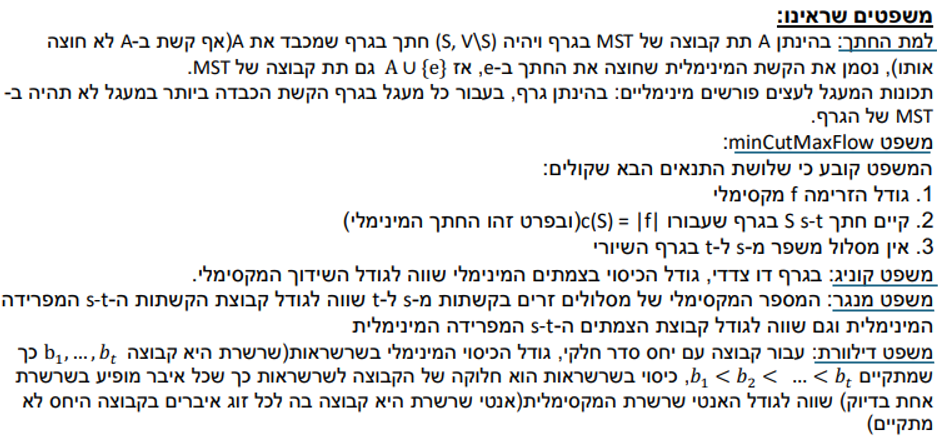 משפטים שראינו:
למת החתך: בהינתן A תת קבוצה של MST בגרף ויהיה (S, V\S) חתך בגרף שמכבד את A(אף קשת ב-A לא חוצה
אותו), נסמן את הקשת המינימלית שחוצה את החתך ב-e, אז A ∪ {e} גם תת קבוצה של MST.
תכונות המעגל לעצים פורשים מינימליים: בהינתן גרף, בעבור כל מעגל בגרף הקשת הכבדה ביותר במעגל לא תהיה ב-
MST של הגרף.
משפט minCutMaxFlow:
המשפט קובע כי שלושת התנאים הבא שקולים:
1. גודל הזרימה f מקסימלי
2. קיים חתך S s-t בגרף שעבורו c(S) = |f|(ובפרט זהו החתך המינימלי)
3. אין מסלול משפר מ-s ל-t בגרף השיורי
משפט קוניג: בגרף דו צדדי, גודל הכיסוי בצמתים המינימלי שווה לגודל השידוך המקסימלי.
משפט מנגר: המספר המקסימלי של מסלולים זרים בקשתות מ-s ל-t שווה לגודל קבוצת הקשתות ה-s-t המפרידה
המינימלית וגם שווה לגודל קבוצת הצמתים ה-s-t המפרידה המינימלית
משפט דילוורת: עבור קבוצה עם יחס סדר חלקי, גודל הכיסוי המינימלי בשרשראות(שרשרת היא קבוצה b₁, ..., bₜ כך
שמתקיים b₁ < b₂ < ... < bₜ, כיסוי בשרשראות הוא חלוקה של הקבוצה לשרשראות כך שכל איבר מופיע בשרשרת
אחת בדיוק) שווה לגודל האנטי שרשרת המקסימלית(אנטי שרשרת היא קבוצה בה לכל זוג איברים בקבוצה היחס לא
מתקיים)